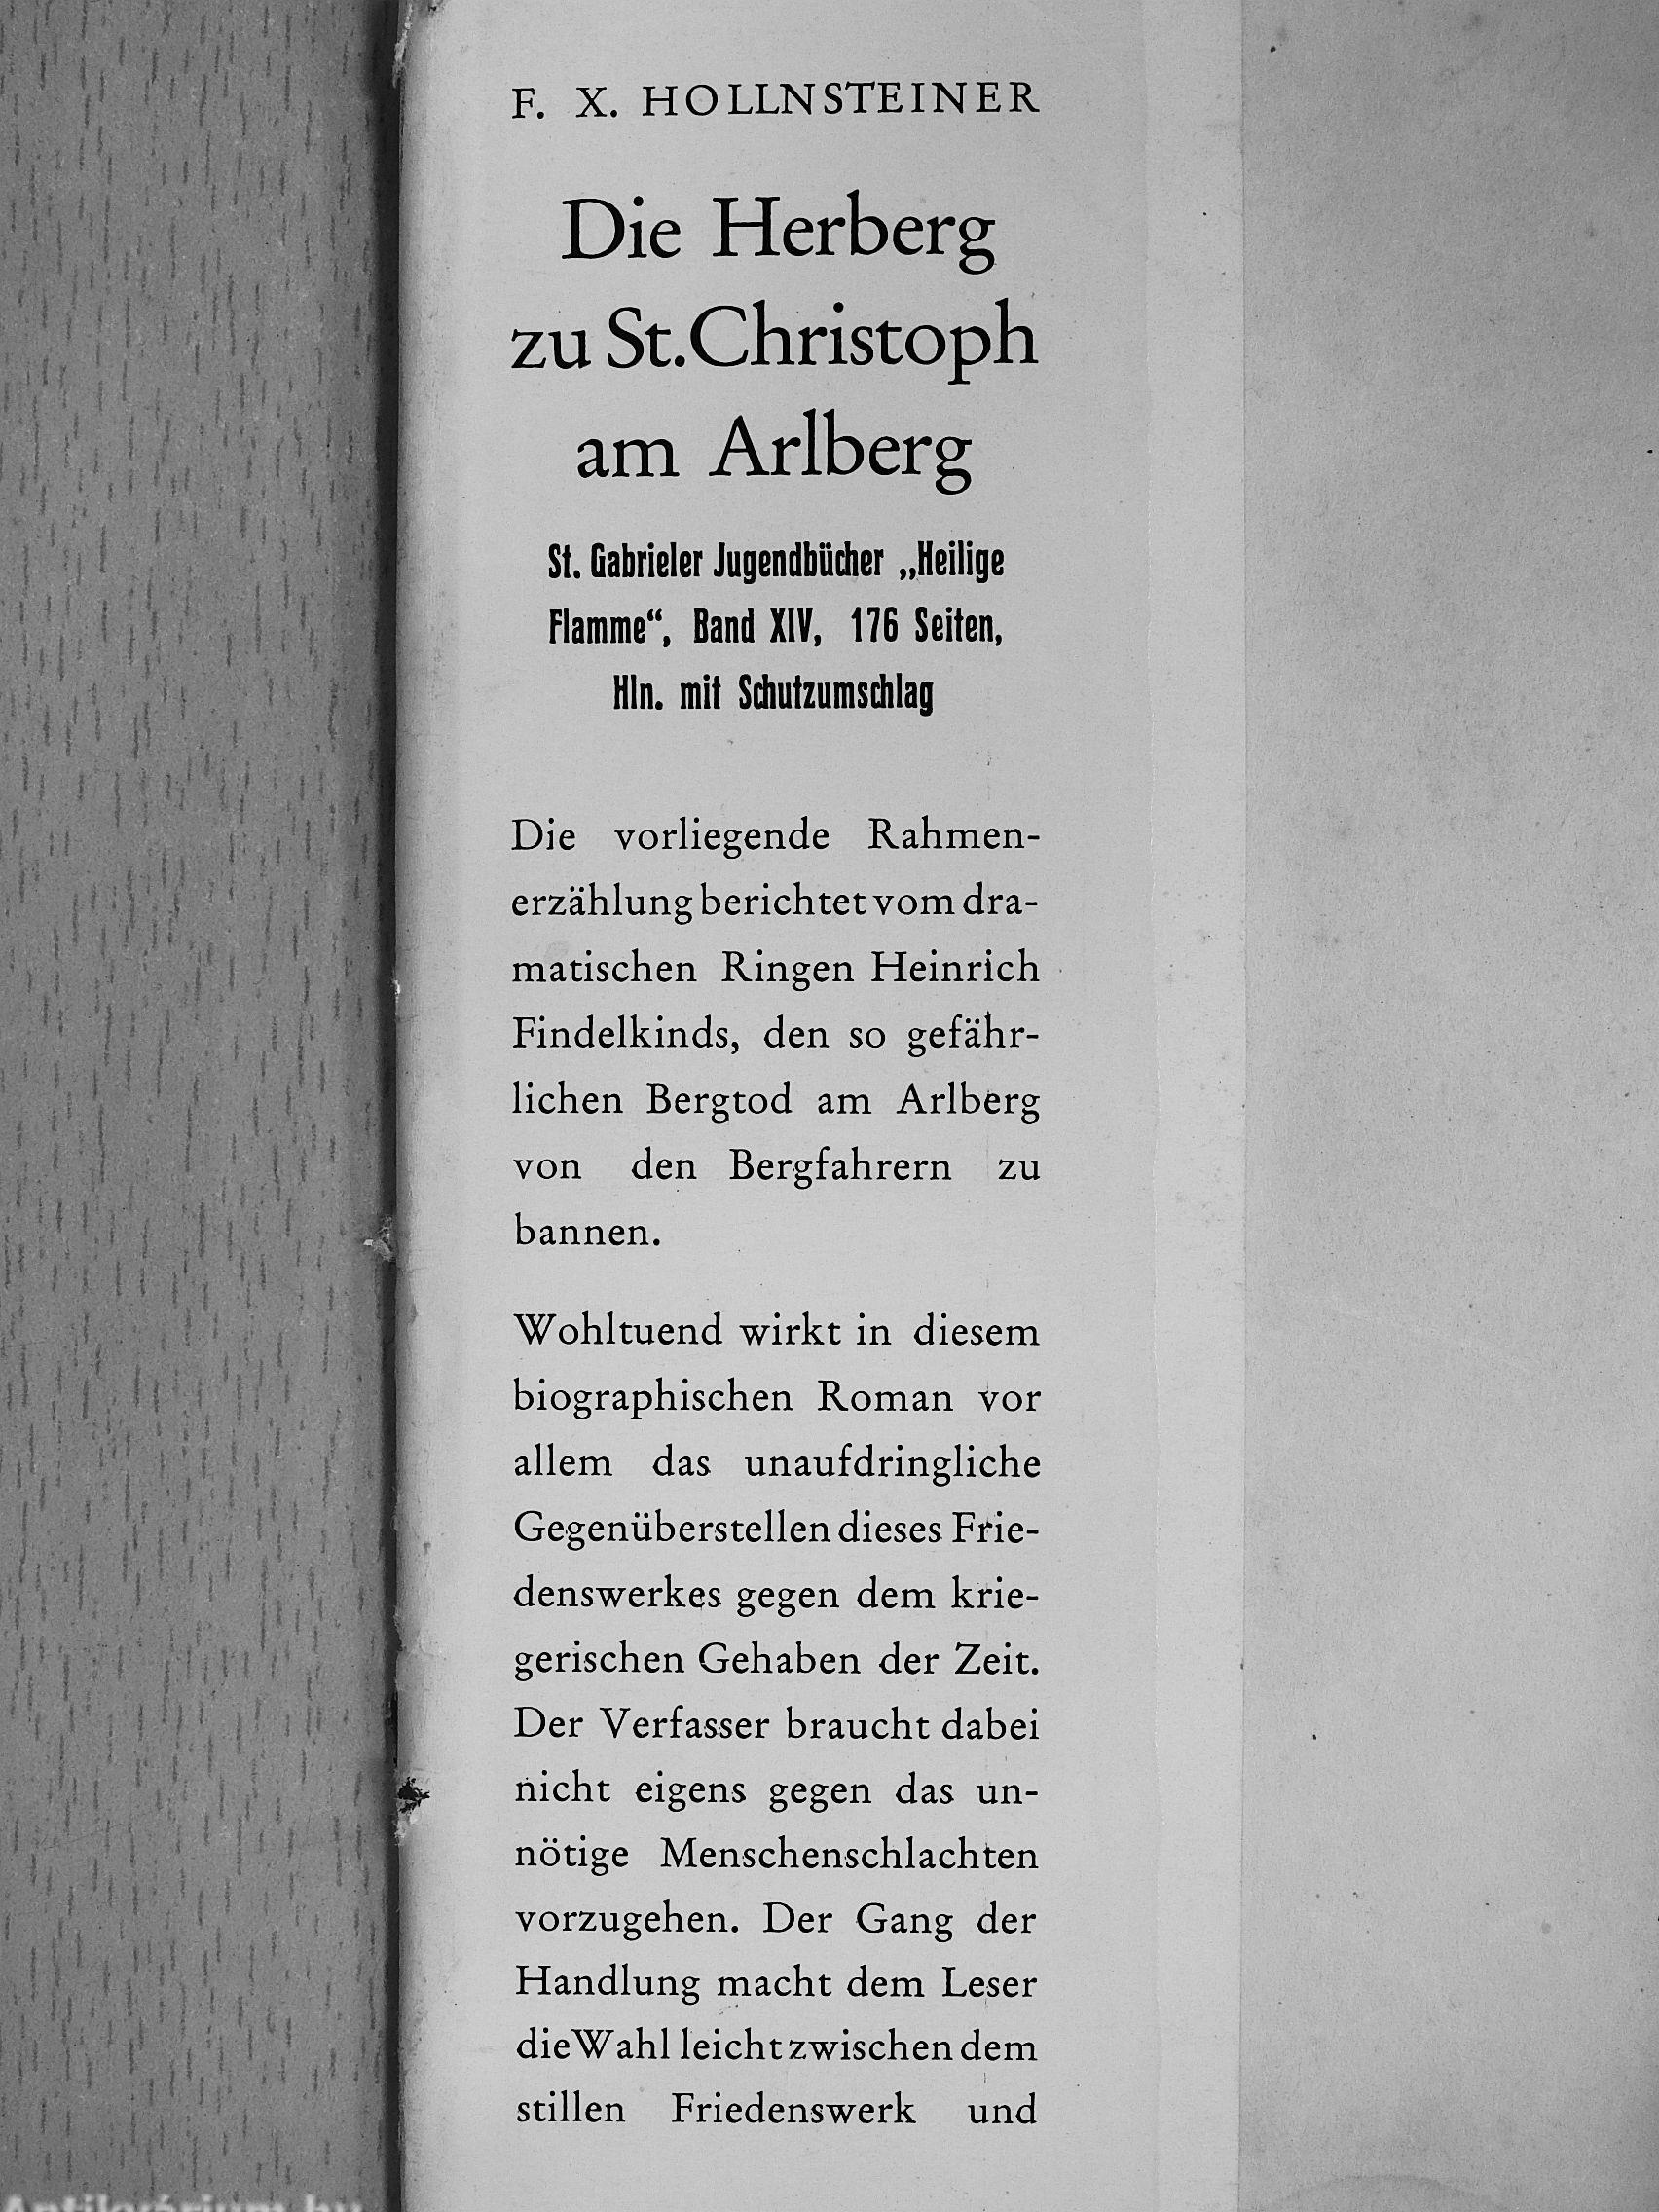 F. X. HOLLNSTEINER
Die Herberg
zu St. Christoph
am Arlberg
St. Gabrieler Jugendbücher „Heilige
Flamme“, Band XIV, 176 Seiten,
Hln. mit Schutzumschlag
Die vorliegende Rahmen-
erzählung berichtet vom dra-
matischen Ringen Heinrich
Findelkinds, den so gefähr-
lichen Bergtod am Arlberg
von den Bergfahrern zu
bannen.
Wohltuend wirkt in diesem
biographischen Roman vor
allem das unaufdringliche
Gegenüberstellen dieses Frie-
denswerkes gegen dem krie-
gerischen Gehaben der Zeit.
Der Verfasser braucht dabei
nicht eigens gegen das un-
nötige Menschenschlachten
vorzugehen. Der Gang der
Handlung macht dem Leser
die Wahl leicht zwischen dem
stillen Friedenswerk und